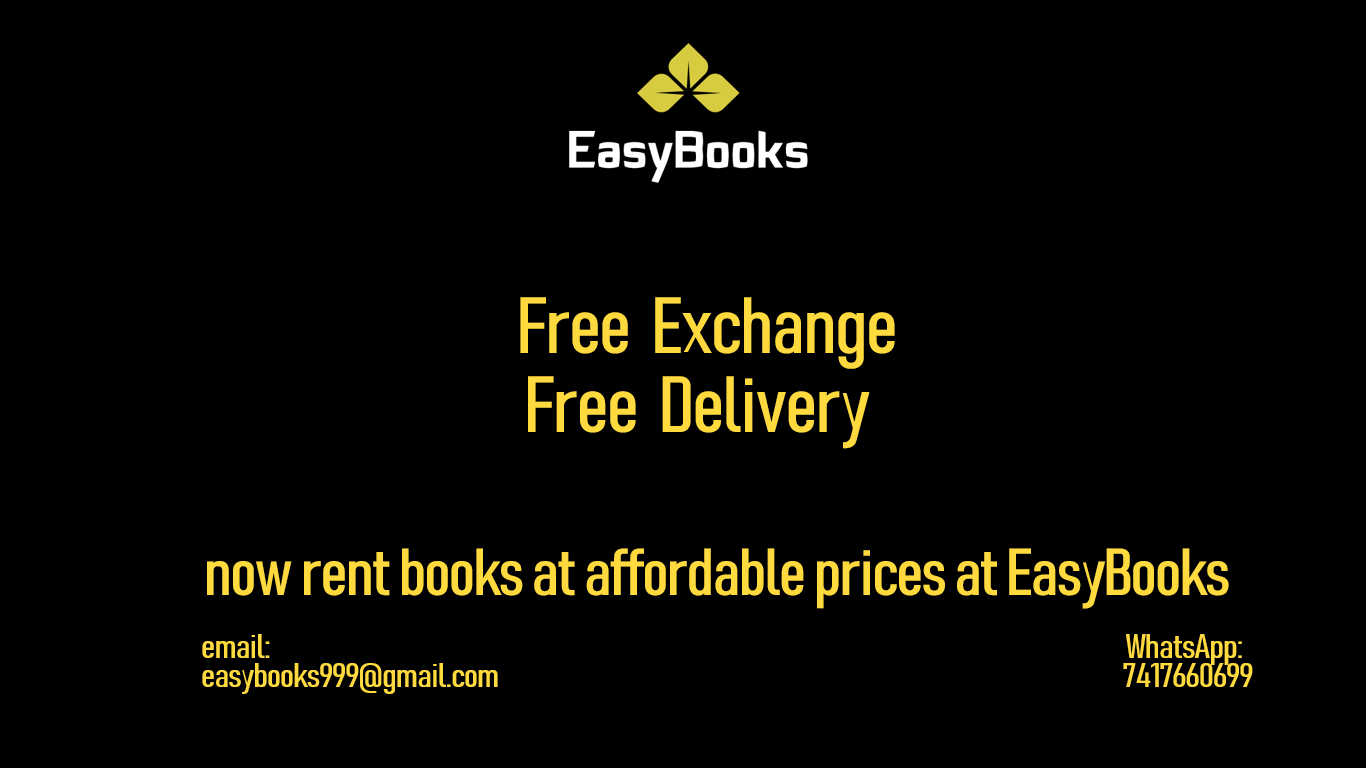 EasyBooks
Free Exchange
Free Delivery
now rent books at affordable prices at EasyBooks
email:
easybooks999@gmail.com
WhatsApp:
7417660699